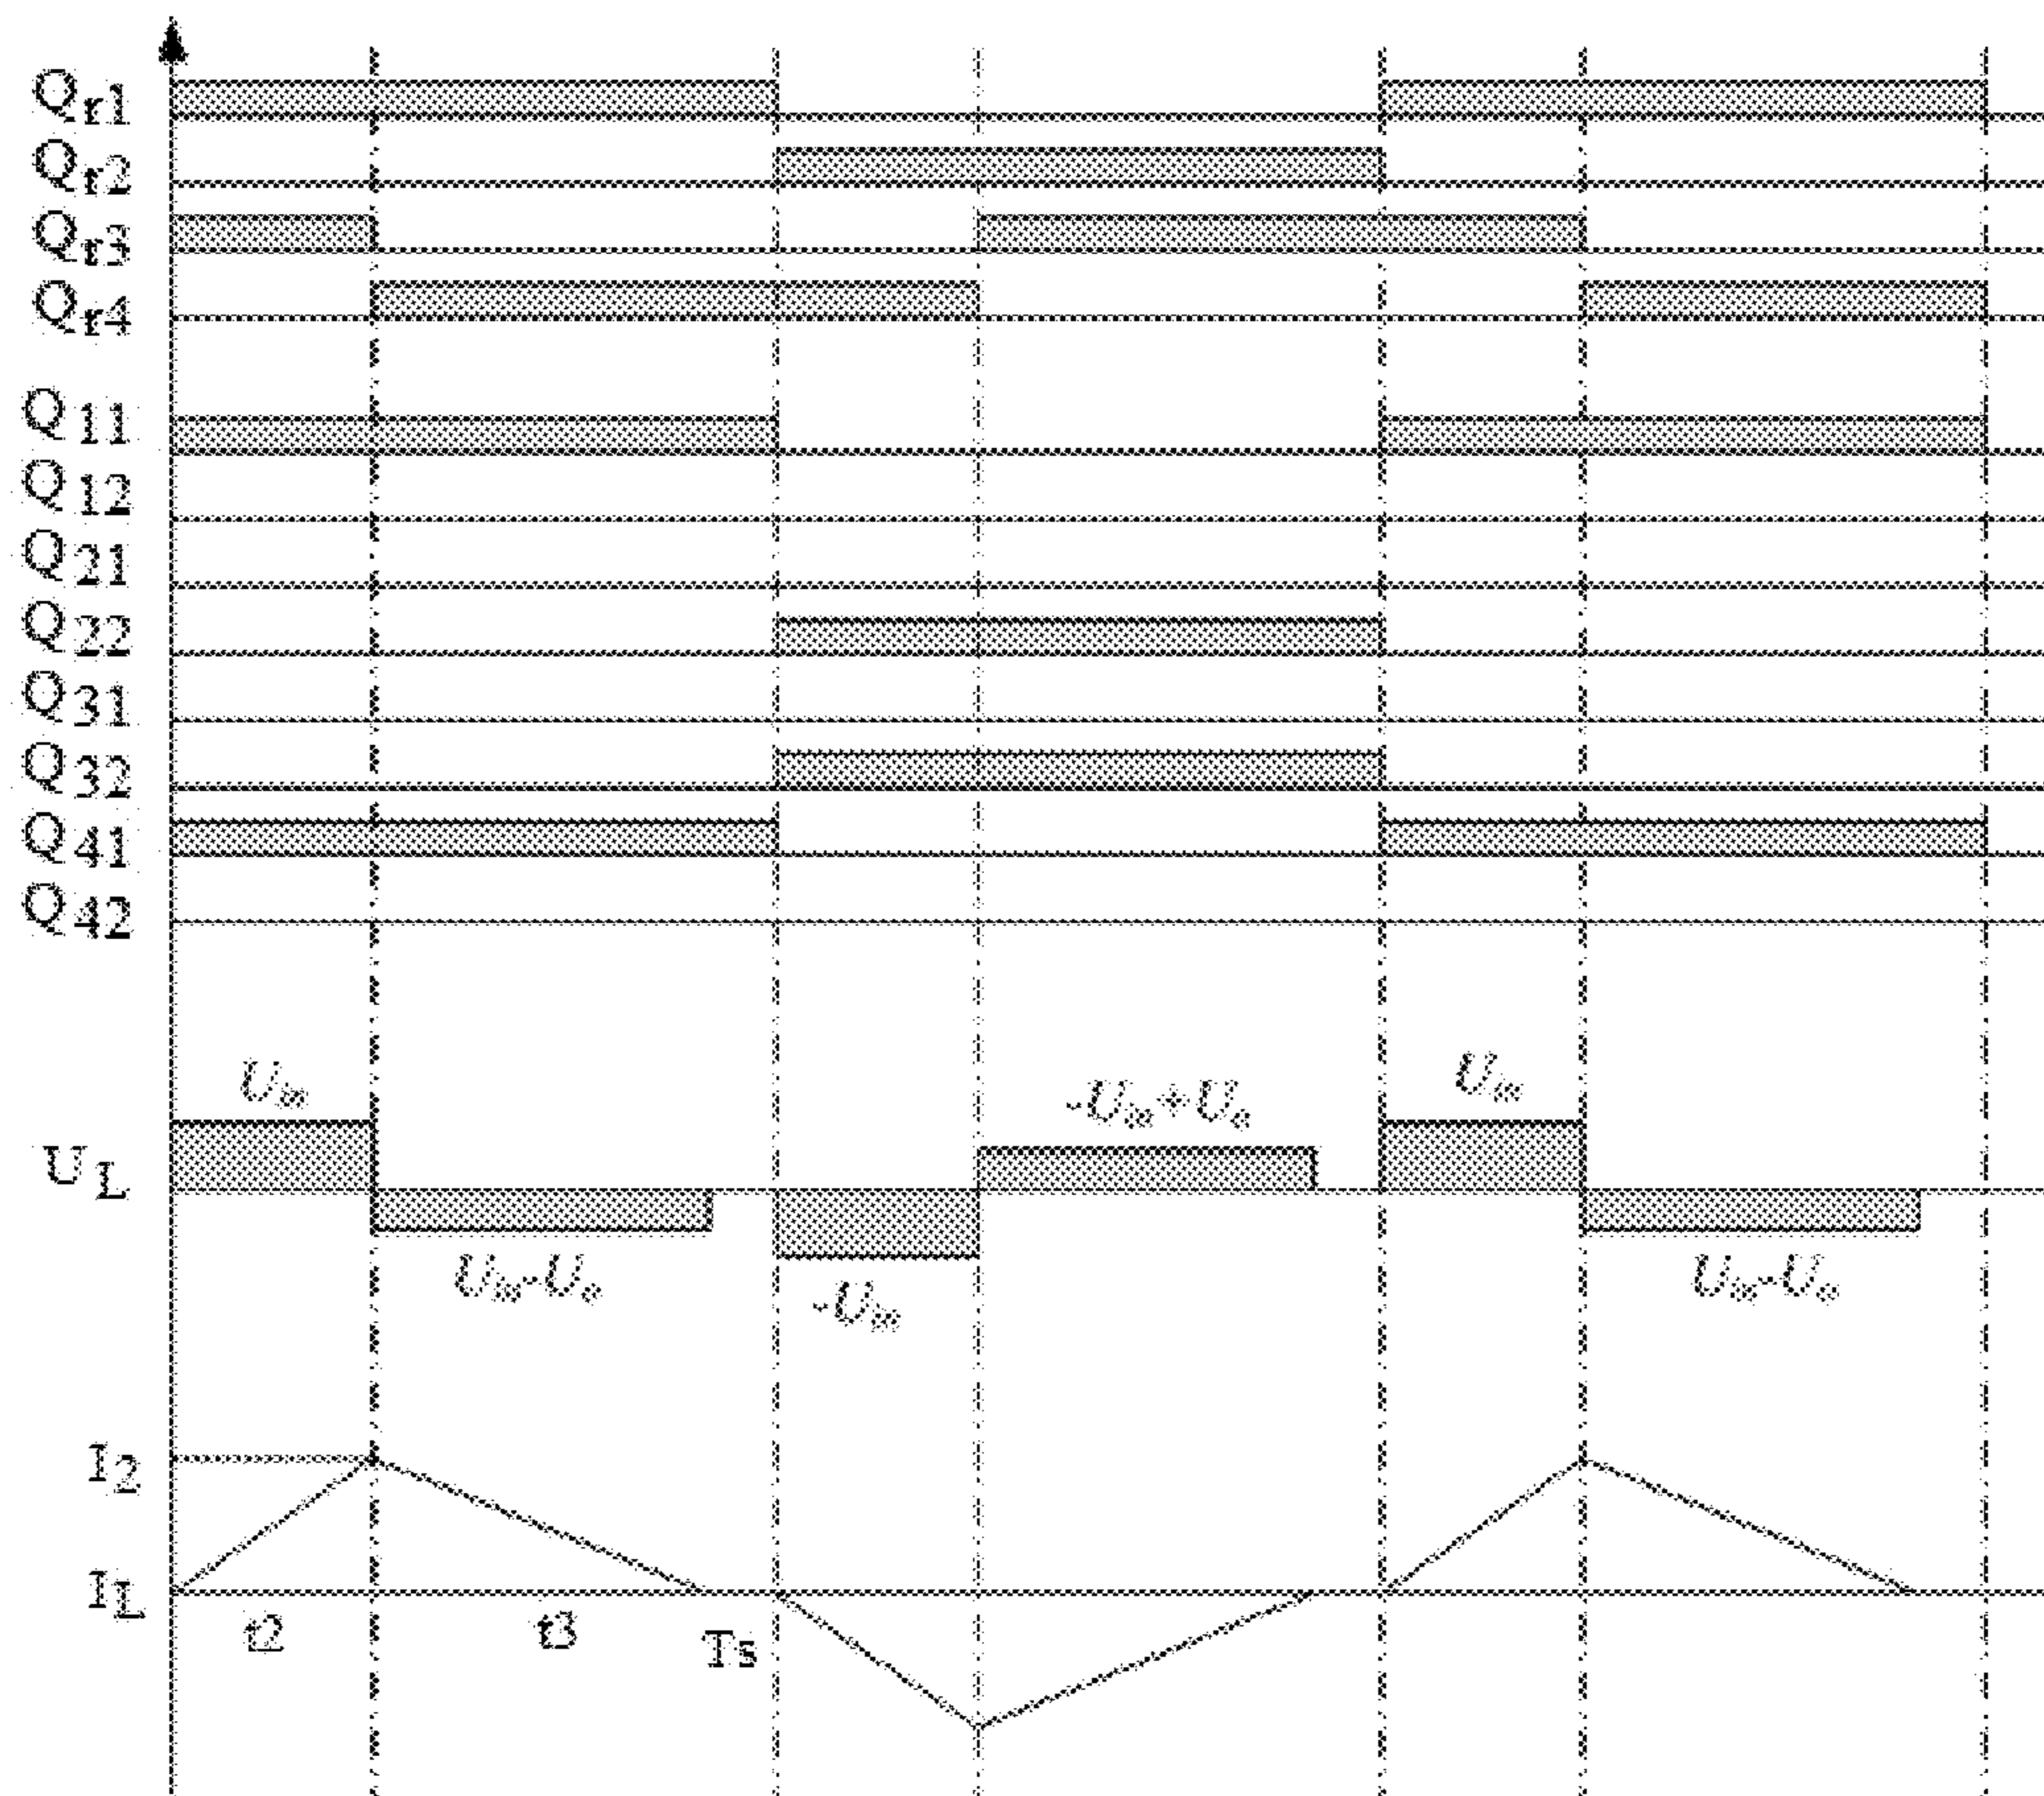 Qr1
Qr2
Qr3
Qr4
Q11
Q12
Q21
Q22
Q31
Q32
Q41
Q42
Uin
-Uin+Uo
Uin
UL
Uin-Uo
-Uin
Uin-Uo
I2
IL
t2
t3
Ts